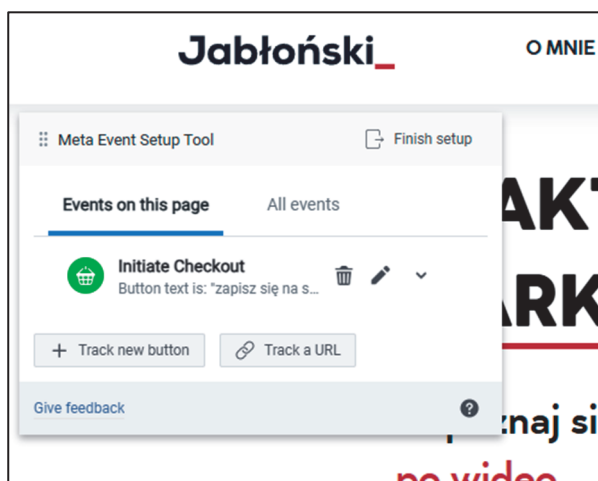 Jabłoński_
O MNIE
Meta Event Setup Tool
Finish setup
Events on this page
All events
Initiate Checkout
Button text is: "zapisz się na s...
+ Track new button
Track a URL
Give feedback
?
AKT
ARK
znaj si
po wideo